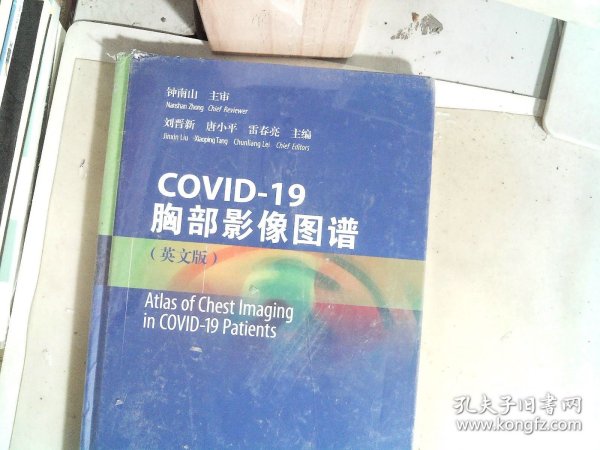 钟南山 主审
Nanshan Zhong Chief Reviewer
刘晋新 唐小平 雷春亮 主编
Jinxin Liu Xiaoping Tang Chunliang Lei Chief Editors
COVID-19
胸部影像图谱
（英文版）
Atlas of Chest Imaging
in COVID-19 Patients
孔夫子旧书网
www.kongfz.com